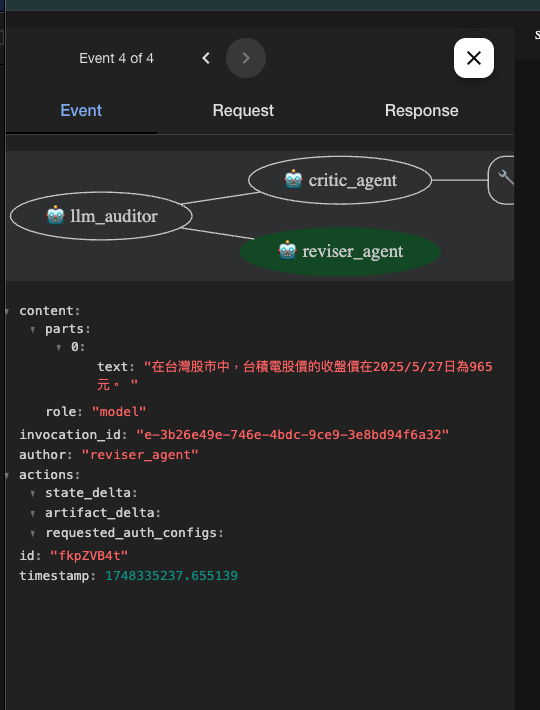 Event 4 of 4
Event Request Response
critic_agent
llm_auditor
reviser_agent
content:
parts:
0:
text: "在台灣股市中，台積電股價的收盤價在2025/5/27日為965
元。 "
role: "model"
invocation_id: "e-3b26e49e-746e-4bdc-9ce9-3e8bd94f6a32"
author: "reviser_agent"
actions:
state_delta:
artifact_delta:
requested_auth_configs:
id: "fkpZVB4t"
timestamp: 1748335237.655139